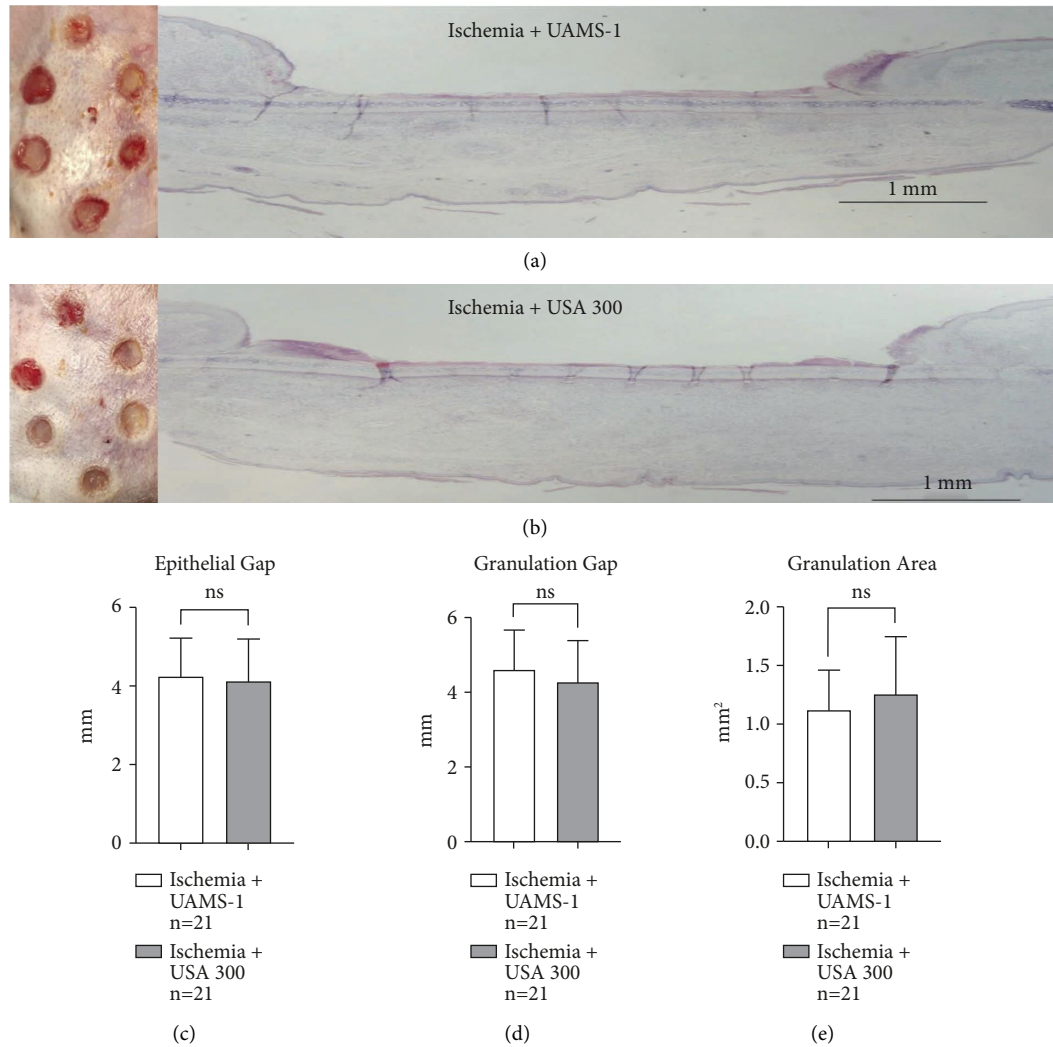 Ischemia + UAMS-1
1 mm
(a)
Ischemia + USA 300
1 mm
(b)
Epithelial Gap
ns
6
4
2
0
mm
Ischemia +
UAMS-1
n=21
Ischemia +
USA 300
n=21
(c)
Granulation Gap
ns
6
4
2
0
mm
Ischemia +
UAMS-1
n=21
Ischemia +
USA 300
n=21
(d)
Granulation Area
ns
2.0
1.5
1.0
0.5
0.0
mm²
Ischemia +
UAMS-1
n=21
Ischemia +
USA 300
n=21
(e)